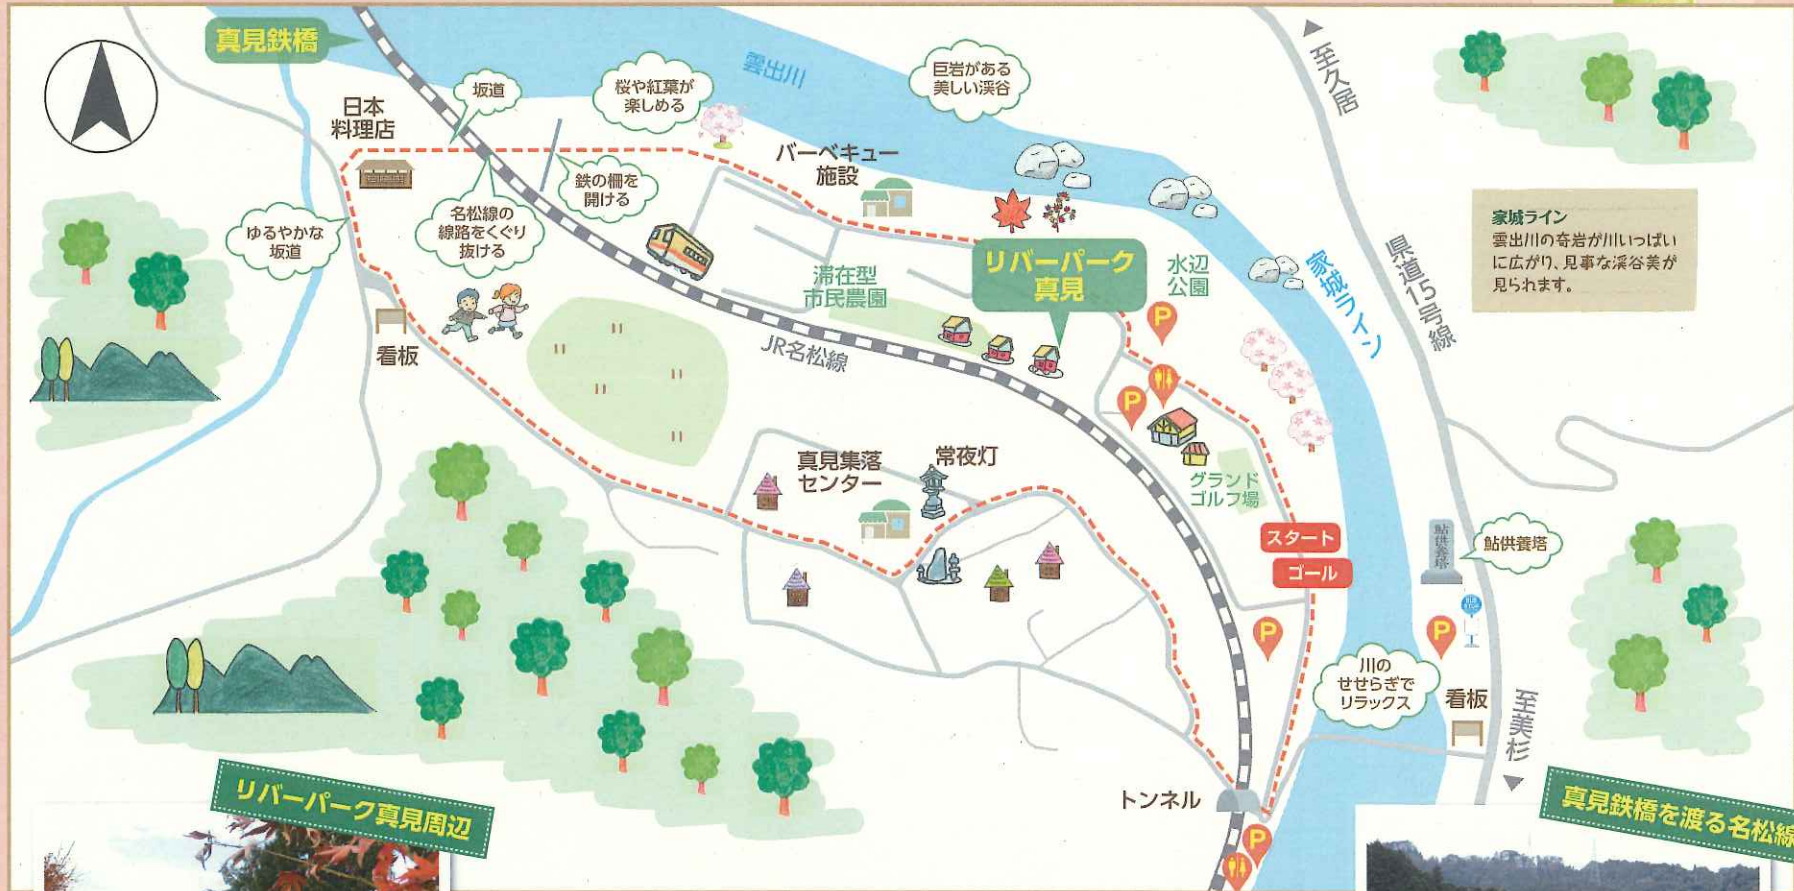 真見鉄橋
雲出川
巨岩がある
美しい渓谷
至久居
坂道
桜や紅葉が
楽しめる
日本
料理店
バーベキュー
施設
鉄の柵を
開ける
名松線の
線路をくぐり
抜ける
ゆるやかな
坂道
家城ライン
雲出川の奇岩が川いっぱい
に広がり、見事な渓谷美が
見られます。
リバーパーク
真見
水辺
公園
滞在型
市民農園
家城ライン
県道15号線
P
看板
JR名松線
P
真見集落
センター
常夜灯
グランド
ゴルフ場
スタート
ゴール
鮎供養塔
鮎供養塔
P
P
川の
せせらぎで
リラックス
看板
至美杉
トンネル
リバーパーク真見周辺
真見鉄橋を渡る名松線
P